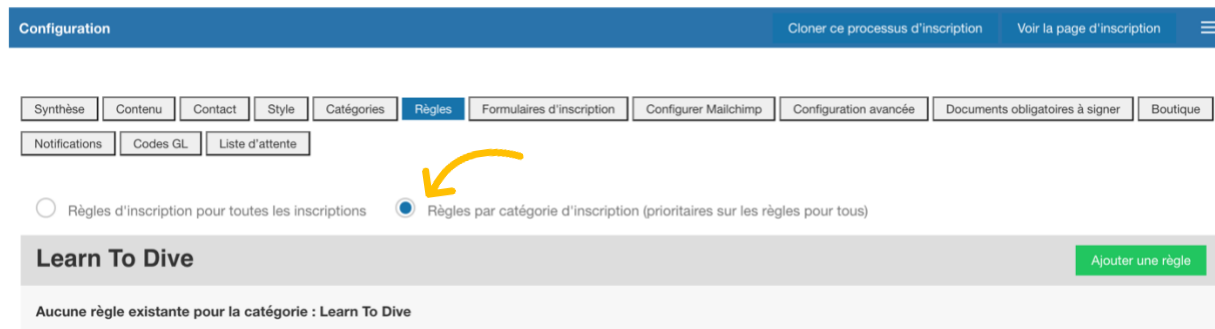 Configuration Cloner ce processus d'inscription Voir la page d'inscription
Synthèse Contenu Contact Style Catégories Règles Formulaires d'inscription Configurer Mailchimp Configuration avancée Documents obligatoires à signer Boutique
Notifications Codes GL Liste d'attente
Règles d'inscription pour toutes les inscriptions Règles par catégorie d'inscription (prioritaires sur les règles pour tous)
Learn To Dive Ajouter une règle
Aucune règle existante pour la catégorie : Learn To Dive